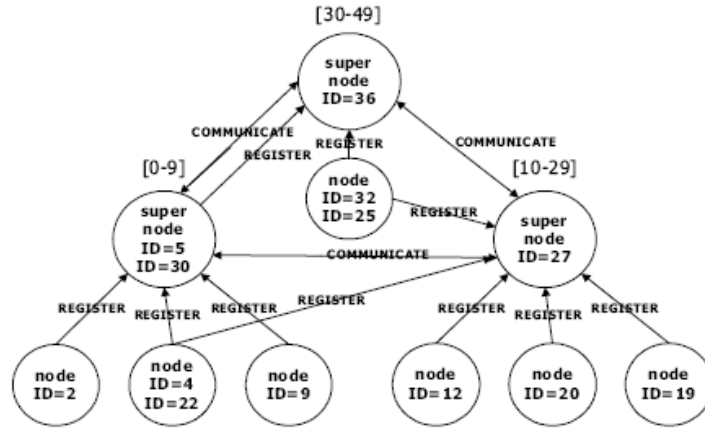 [30-49]
super
node
ID=36
COMMUNICATE
REGISTER
REGISTER
COMMUNICATE
[0-9]
[10-29]
node
ID=32
ID=25
REGISTER
super
node
ID=5
ID=30
super
node
ID=27
COMMUNICATE
REGISTER
REGISTER
REGISTER
REGISTER
REGISTER
REGISTER
REGISTER
node
ID=2
node
ID=4
ID=22
node
ID=9
node
ID=12
node
ID=20
node
ID=19